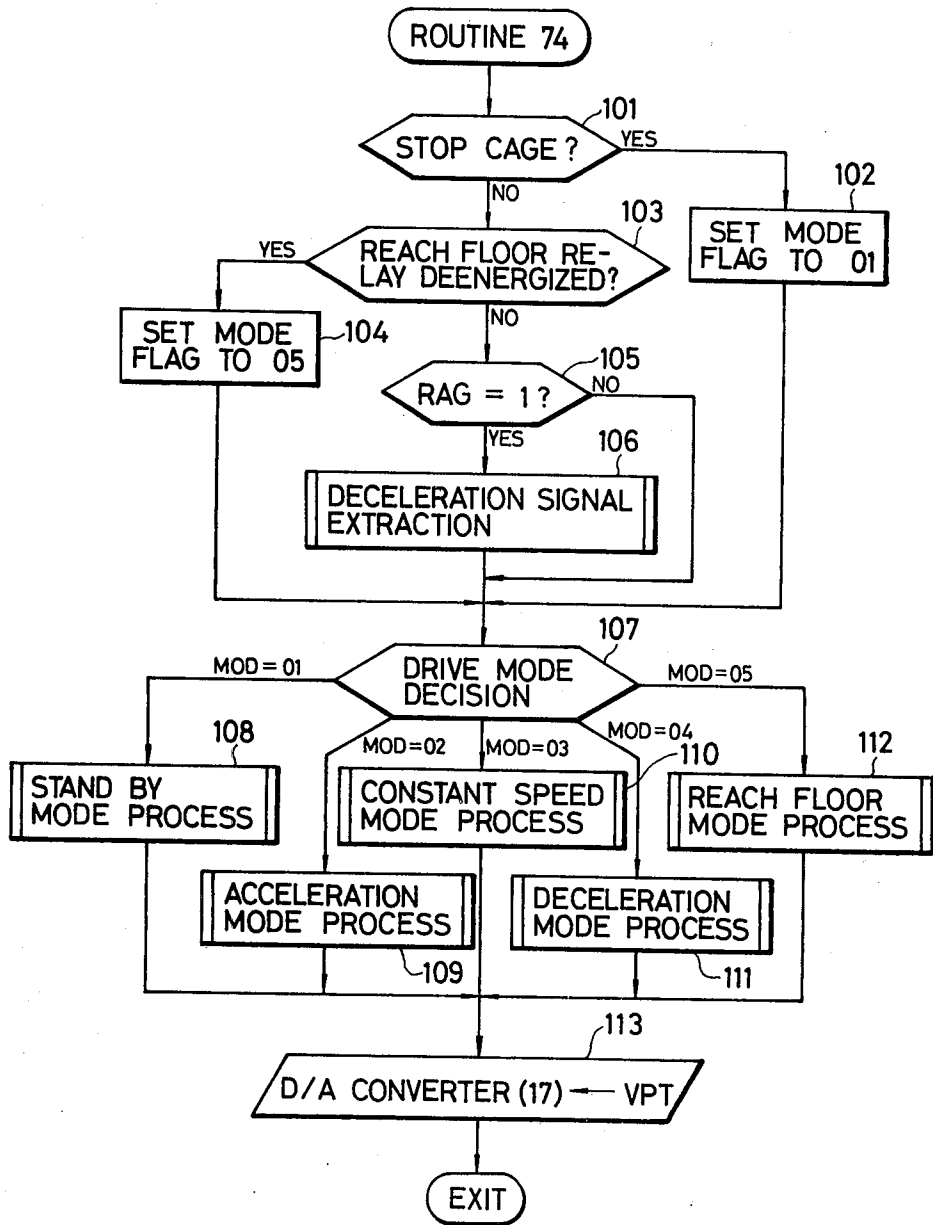 ROUTINE 74
101
STOP CAGE?
YES
NO
102
SET MODE
FLAG TO 01
103
YES
REACH FLOOR RE-
LAY DEENERGIZED?
NO
SET MODE
FLAG TO 05
104
105
RAG = 1?
NO
YES
106
DECELERATION SIGNAL
EXTRACTION
107
DRIVE MODE
DECISION
MOD=01
MOD=05
MOD=02
MOD=03
MOD=04
108
STAND BY
MODE PROCESS
110
CONSTANT SPEED
MODE PROCESS
112
REACH FLOOR
MODE PROCESS
ACCELERATION
MODE PROCESS
109
DECELERATION
MODE PROCESS
111
113
D/A CONVERTER (17) ← VPT
EXIT